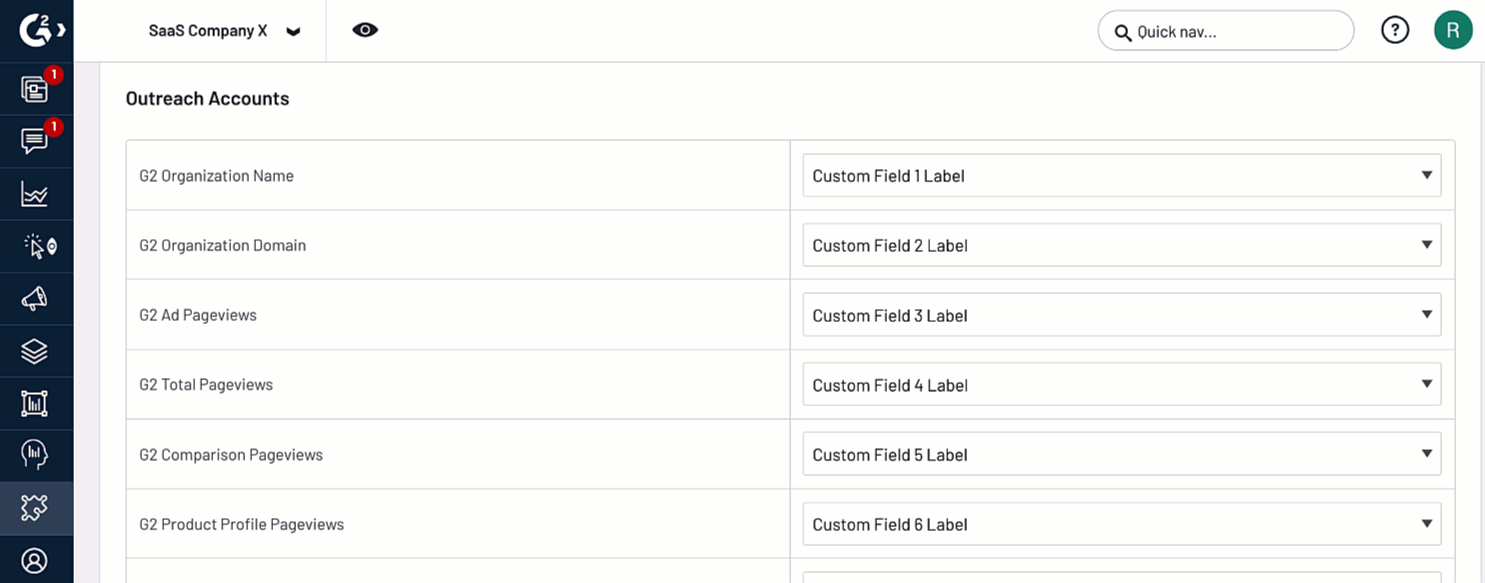 G2
SaaS Company X
Quick nav...
?
R
1
1
Outreach Accounts
G2 Organization Name
Custom Field 1 Label
G2 Organization Domain
Custom Field 2 Label
G2 Ad Pageviews
Custom Field 3 Label
G2 Total Pageviews
Custom Field 4 Label
G2 Comparison Pageviews
Custom Field 5 Label
G2 Product Profile Pageviews
Custom Field 6 Label